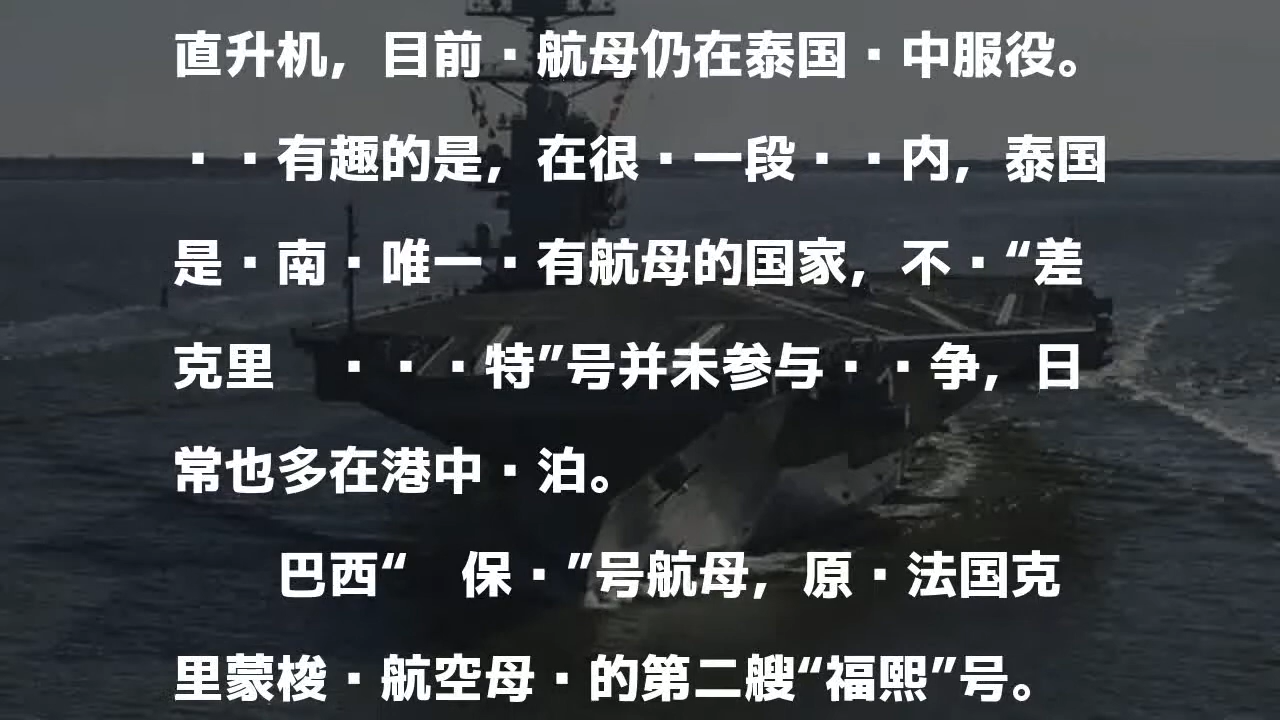 直升机，目前·航母仍在泰国·中服役。
··有趣的是，在很·一段··内，泰国
是·南·唯一·有航母的国家，不·“差
克里 ···特”号并未参与··争，日
常也多在港中·泊。
巴西“ 保·”号航母，原·法国克
里蒙梭·航空母·的第二艘“福熙”号。